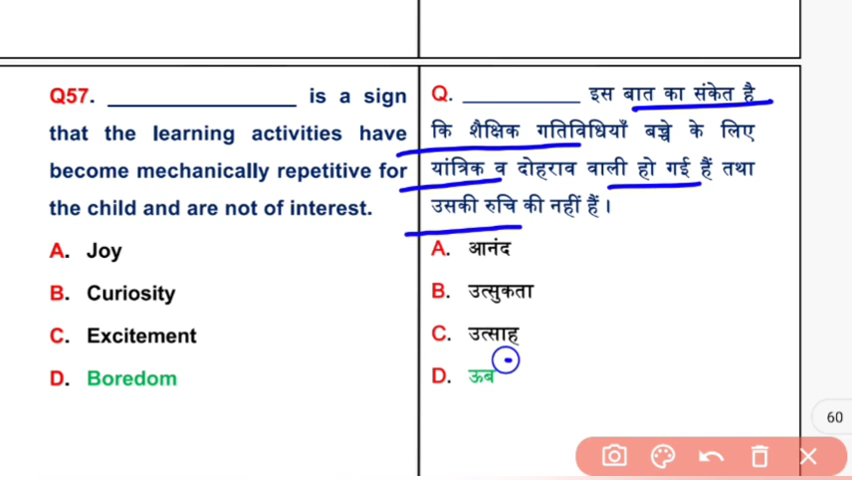 Q57. ________________ is a sign
that the learning activities have
become mechanically repetitive for
the child and are not of interest.
A. Joy
B. Curiosity
C. Excitement
D. Boredom
Q. ____________ इस बात का संकेत है
कि शैक्षिक गतिविधियाँ बच्चे के लिए
यांत्रिक व दोहराव वाली हो गई हैं तथा
उसकी रुचि की नहीं हैं।
A. आनंद
B. उत्सुकता
C. उत्साह
D. ऊब
60